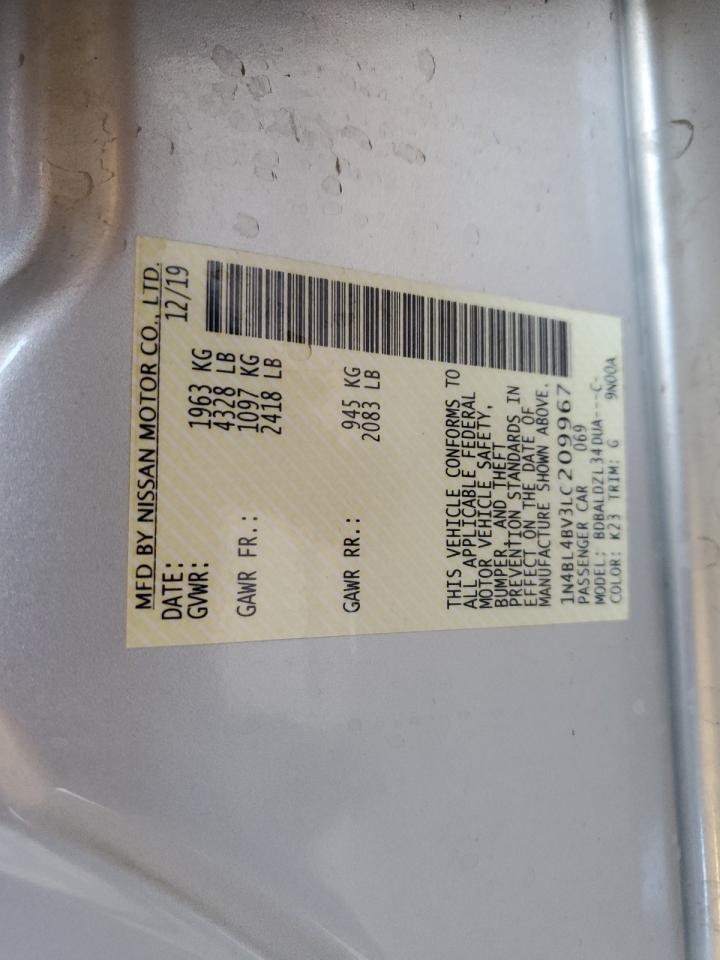 MFD BY NISSAN MOTOR CO., LTD.
DATE: 12/19
GVWR: 1963 KG
4328 LB
GAWR FR.: 1097 KG
2418 LB
GAWR RR.: 945 KG
2083 LB
THIS VEHICLE CONFORMS TO
ALL APPLICABLE FEDERAL
MOTOR VEHICLE SAFETY,
BUMPER, AND THEFT
PREVENTION STANDARDS IN
EFFECT ON THE DATE OF
MANUFACTURE SHOWN ABOVE.
1N4BL4BV3LC209967
PASSENGER CAR 069
MODEL: BDBALDZL34DUA---C-
COLOR: K23 TRIM: G 9N00A